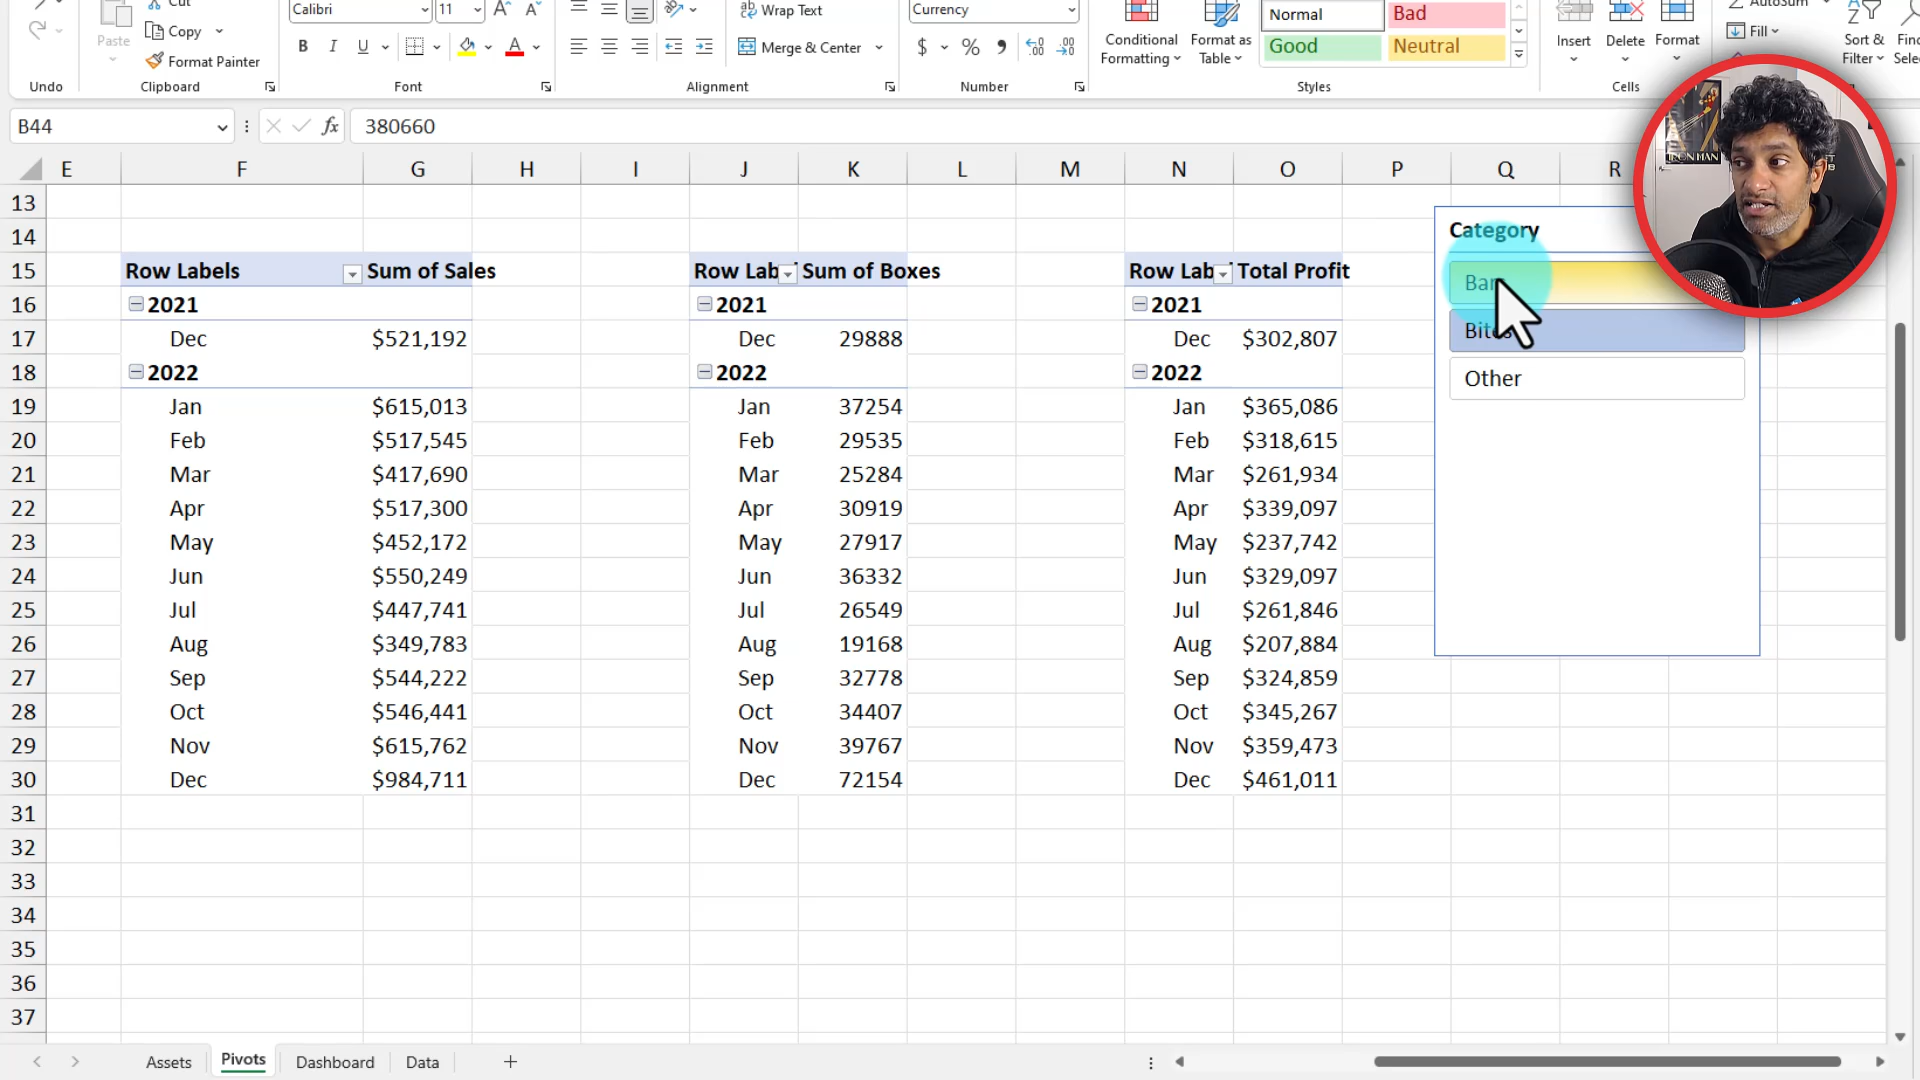 Cut
Calibri
11
Wrap Text
Currency
Normal
Bad
AutoSum
Paste
Copy
B I U A
Merge & Center
$ %
Conditional
Formatting
Format as
Table
Good
Neutral
Insert
Delete
Format
Fill
Sort &
Filter
Format Painter
Undo
Clipboard
Font
Alignment
Number
Styles
Cells
IRON MAN
B44
fx
380660
E F G H I J K L M N O P Q R
13
14
Category
15 Row Labels Sum of Sales Row Lab Sum of Boxes Row Lab Total Profit
16 2021 2021 2021
Bar
17 Dec $521,192 Dec 29888 Dec $302,807
Bites
18 2022 2022 2022
Other
19 Jan $615,013 Jan 37254 Jan $365,086
20 Feb $517,545 Feb 29535 Feb $318,615
21 Mar $417,690 Mar 25284 Mar $261,934
22 Apr $517,300 Apr 30919 Apr $339,097
23 May $452,172 May 27917 May $237,742
24 Jun $550,249 Jun 36332 Jun $329,097
25 Jul $447,741 Jul 26549 Jul $261,846
26 Aug $349,783 Aug 19168 Aug $207,884
27 Sep $544,222 Sep 32778 Sep $324,859
28 Oct $546,441 Oct 34407 Oct $345,267
29 Nov $615,762 Nov 39767 Nov $359,473
30 Dec $984,711 Dec 72154 Dec $461,011
31
32
33
34
35
36
37
Assets Pivots Dashboard Data